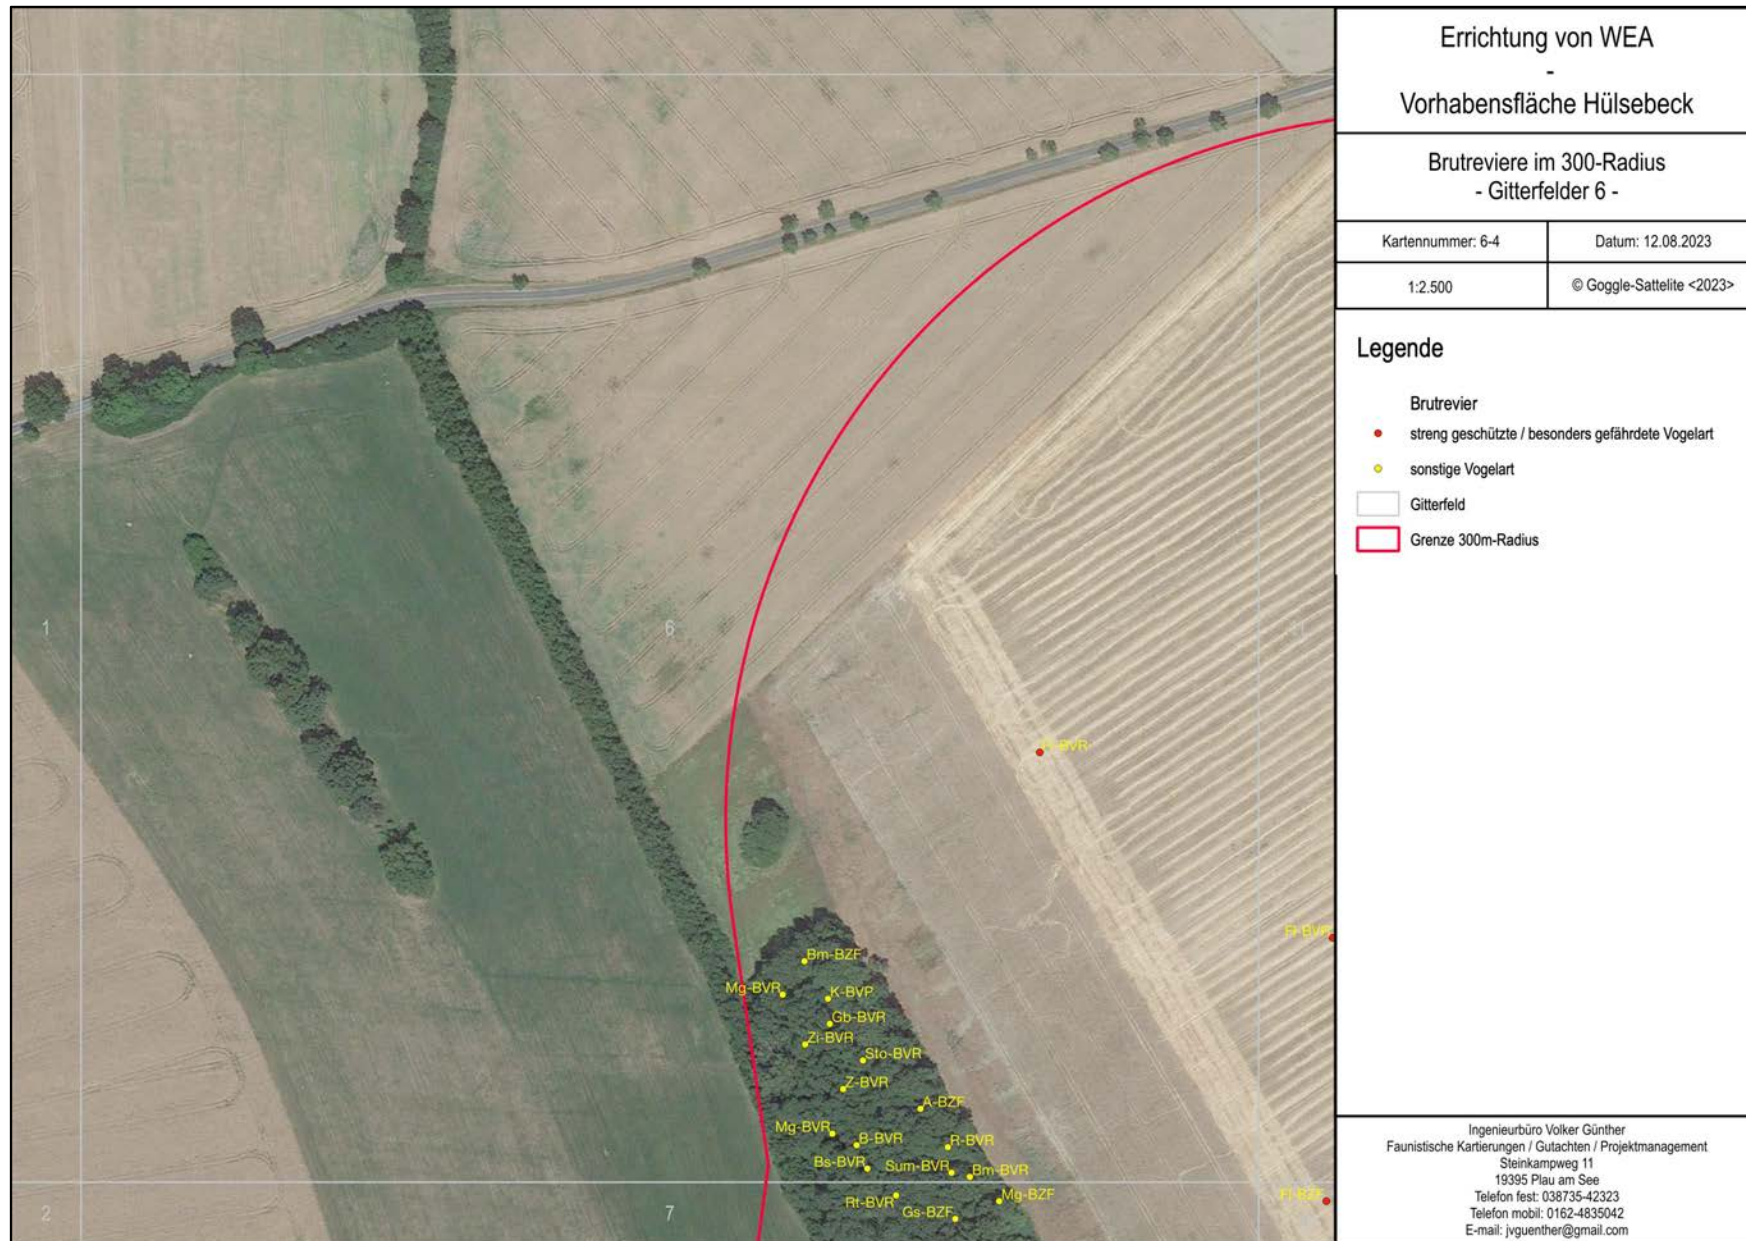 Errichtung von WEA
-
Vorhabensfläche Hülsebeck
Brutreviere im 300-Radius
- Gitterfelder 6 -
Kartennummer: 6-4
Datum: 12.08.2023
1:2.500
© Goggle-Sattelite <2023>
Legende
Brutrevier
streng geschützte / besonders gefährdete Vogelart
sonstige Vogelart
Gitterfeld
Grenze 300m-Radius
1
6
Fl-BVR
Bm-BZF
Mg-BVR
K-BVP
Gb-BVR
Zi-BVR
Sto-BVR
Z-BVR
A-BZF
Mg-BVR
B-BVR
R-BVR
Bs-BVR
Sum-BVR
Bm-BVR
Rt-BVR
Mg-BZF
Gs-BZF
Fl-BZF
2
7
Ingenieurbüro Volker Günther
Faunistische Kartierungen / Gutachten / Projektmanagement
Steinkampweg 11
19395 Plau am See
Telefon fest: 038735-42323
Telefon mobil: 0162-4835042
E-mail: jvguenther@gmail.com